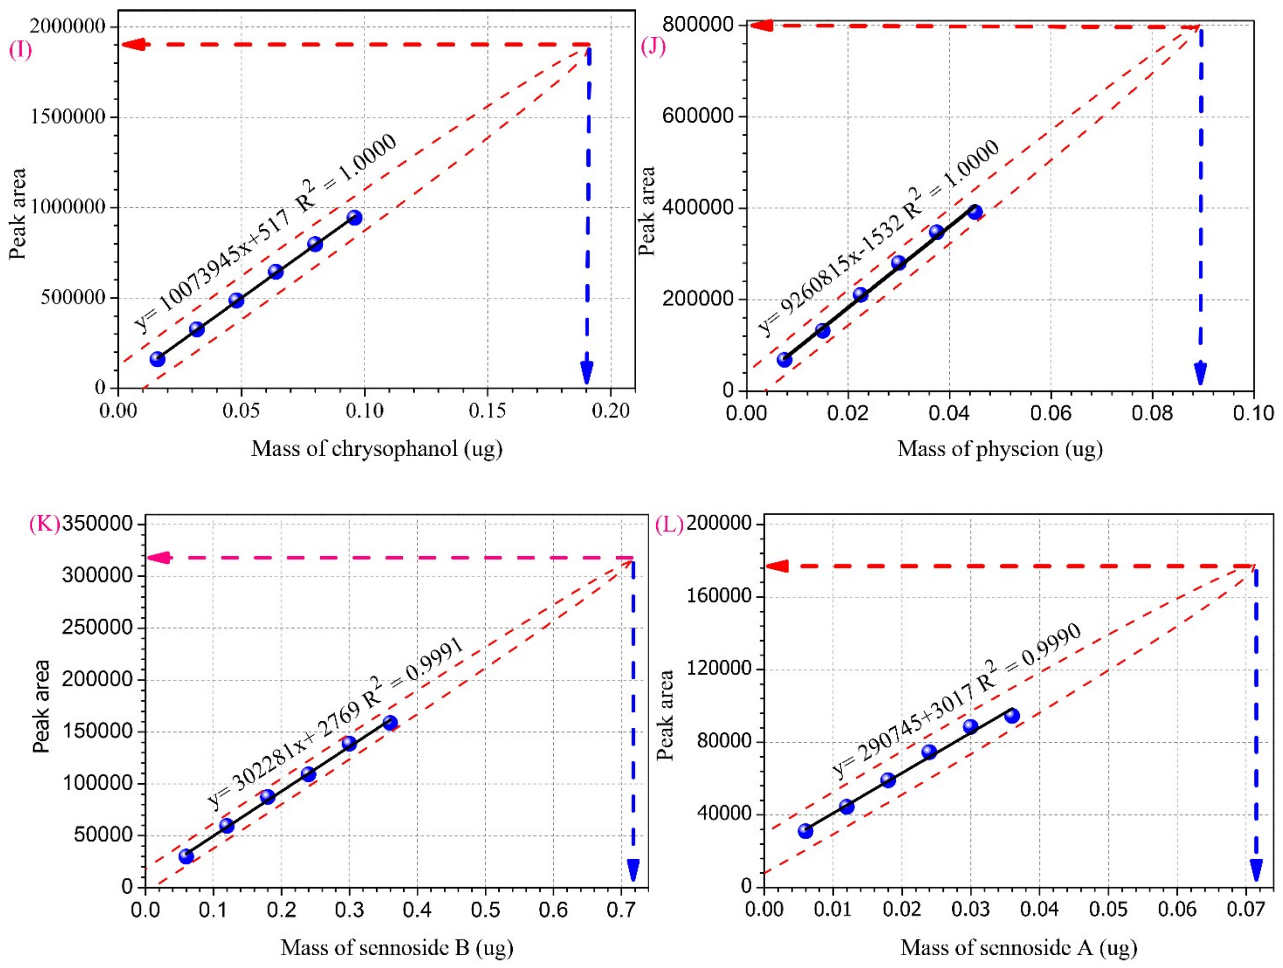 (I)
2000000
1500000
1000000
500000
0
Peak area
y= 10073945x+517 R² = 1.0000
0.00 0.05 0.10 0.15 0.20
Mass of chrysophanol (ug)
(J)
800000
600000
400000
200000
0
Peak area
y= 9260815x-1532 R² = 1.0000
0.00 0.02 0.04 0.06 0.08 0.10
Mass of physcion (ug)
(K)
350000
300000
250000
200000
150000
100000
50000
0
Peak area
y= 302281x+ 2769 R² = 0.9991
0.0 0.1 0.2 0.3 0.4 0.5 0.6 0.7
Mass of sennoside B (ug)
(L)
200000
160000
120000
80000
40000
0
Peak area
y= 290745+3017 R² = 0.9990
0.00 0.01 0.02 0.03 0.04 0.05 0.06 0.07
Mass of sennoside A (ug)